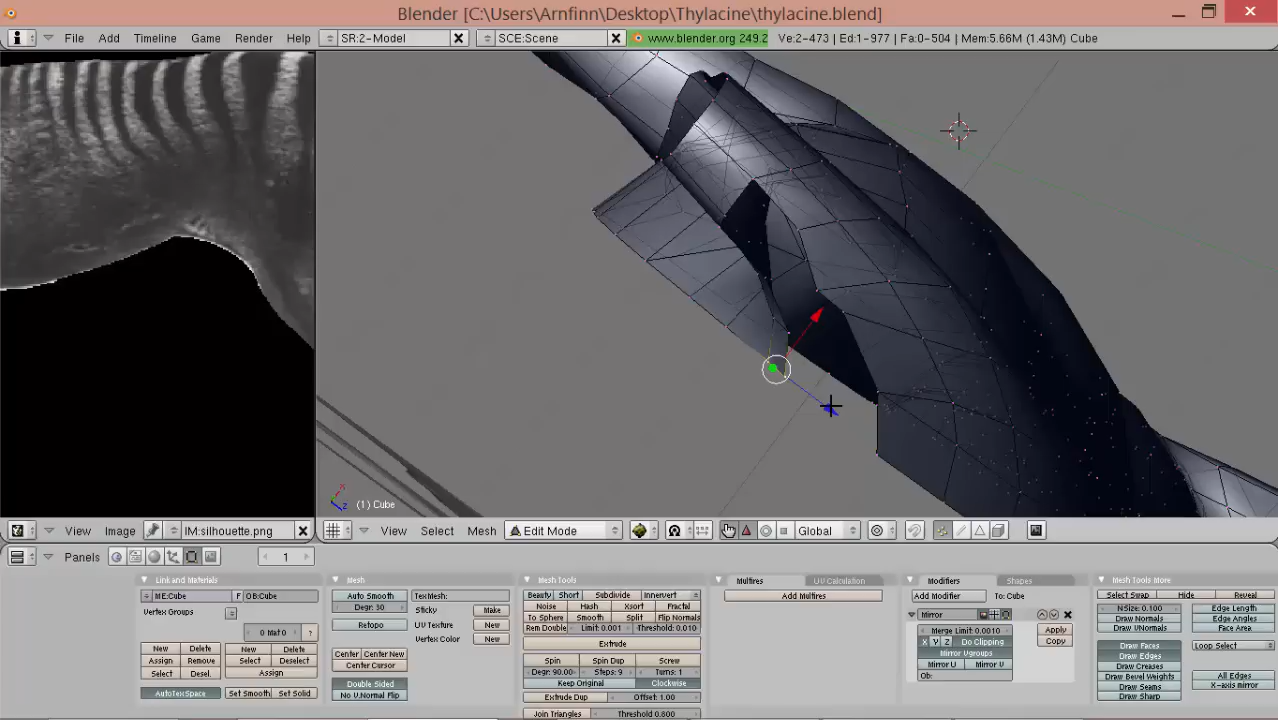 Blender [C:\Users\Arnfinn\Desktop\Thylacine\thylacine.blend]
File Add Timeline Game Render Help SR:2-Model SCE:Scene www.blender.org 249.2 Ve:2-473 | Ed:1-977 | Fa:0-504 | Mem:5.66M (1.43M) Cube
(1) Cube
View Image IM:silhouette.png View Select Mesh Edit Mode Global
Panels 1
Link and Materials Mesh Mesh Tools Multires UV Calculation Modifiers Shapes Mesh Tools More
ME:Cube F OB:Cube Auto Smooth TexMesh: Beauty Short Subdivide Innervert Add Multires Add Modifier To: Cube Select Swap Hide Reveal
Vertex Groups Degr: 30 Sticky Make Noise Hash Xsort Fractal Mirror NSize: 0.100 Edge Length
Retopo UV Texture New To Sphere Smooth Split Flip Normals Merge Limit: 0.0010 Apply Draw Normals Edge Angles
0 Mat 0 ? Vertex Color New Rem Double Limit: 0.001 Threshold: 0.010 X Y Z Do Clipping Copy Draw VNormals Face Area
New Delete New Delete Center Center New Extrude Mirror Vgroups Draw Faces Loop Select
Assign Remove Select Deselect Center Cursor Spin Spin Dup Screw Mirror U Mirror V Draw Edges
Select Desel. Assign Degr: 90.00 Steps: 9 Turns: 1 Ob: Draw Creases All Edges
AutoTexSpace Set Smooth Set Solid Double Sided Keep Original Clockwise Draw Bevel Weights X-axis mirror
No V.Normal Flip Extrude Dup Offset: 1.00 Draw Seams
Join Triangles Threshold 0.800 Draw Sharp